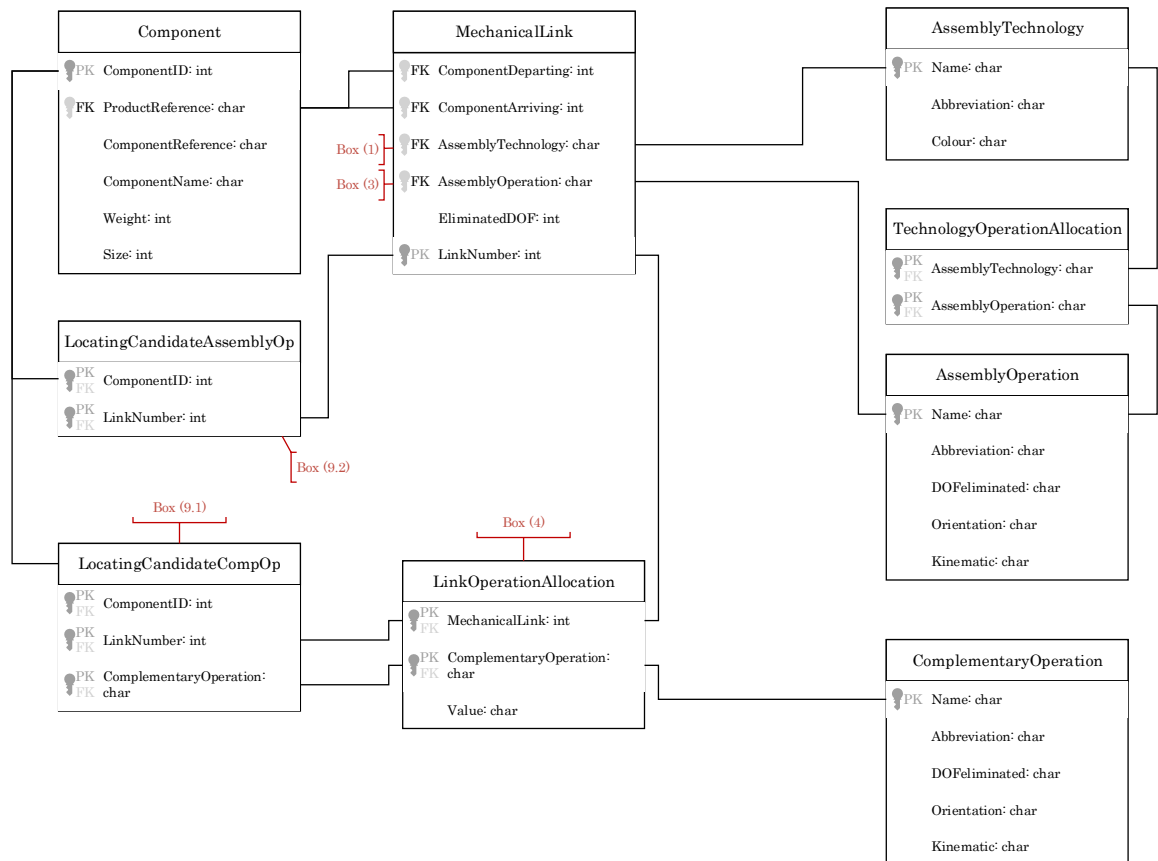 Component
PK ComponentID: int
FK ProductReference: char
ComponentReference: char
ComponentName: char
Weight: int
Size: int
MechanicalLink
FK ComponentDeparting: int
FK ComponentArriving: int
Box (1)
FK AssemblyTechnology: char
Box (3)
FK AssemblyOperation: char
EliminatedDOF: int
PK LinkNumber: int
AssemblyTechnology
PK Name: char
Abbreviation: char
Colour: char
TechnologyOperationAllocation
PK
FK
AssemblyTechnology: char
PK
FK
AssemblyOperation: char
LocatingCandidateAssemblyOp
PK
FK
ComponentID: int
PK
FK
LinkNumber: int
Box (9.2)
AssemblyOperation
PK Name: char
Abbreviation: char
DOFeliminated: char
Orientation: char
Kinematic: char
Box (9.1)
LocatingCandidateCompOp
PK
FK
ComponentID: int
PK
FK
LinkNumber: int
PK
FK
ComplementaryOperation:
char
Box (4)
LinkOperationAllocation
PK
FK
MechanicalLink: int
PK
FK
ComplementaryOperation:
char
Value: char
ComplementaryOperation
PK Name: char
Abbreviation: char
DOFeliminated: char
Orientation: char
Kinematic: char